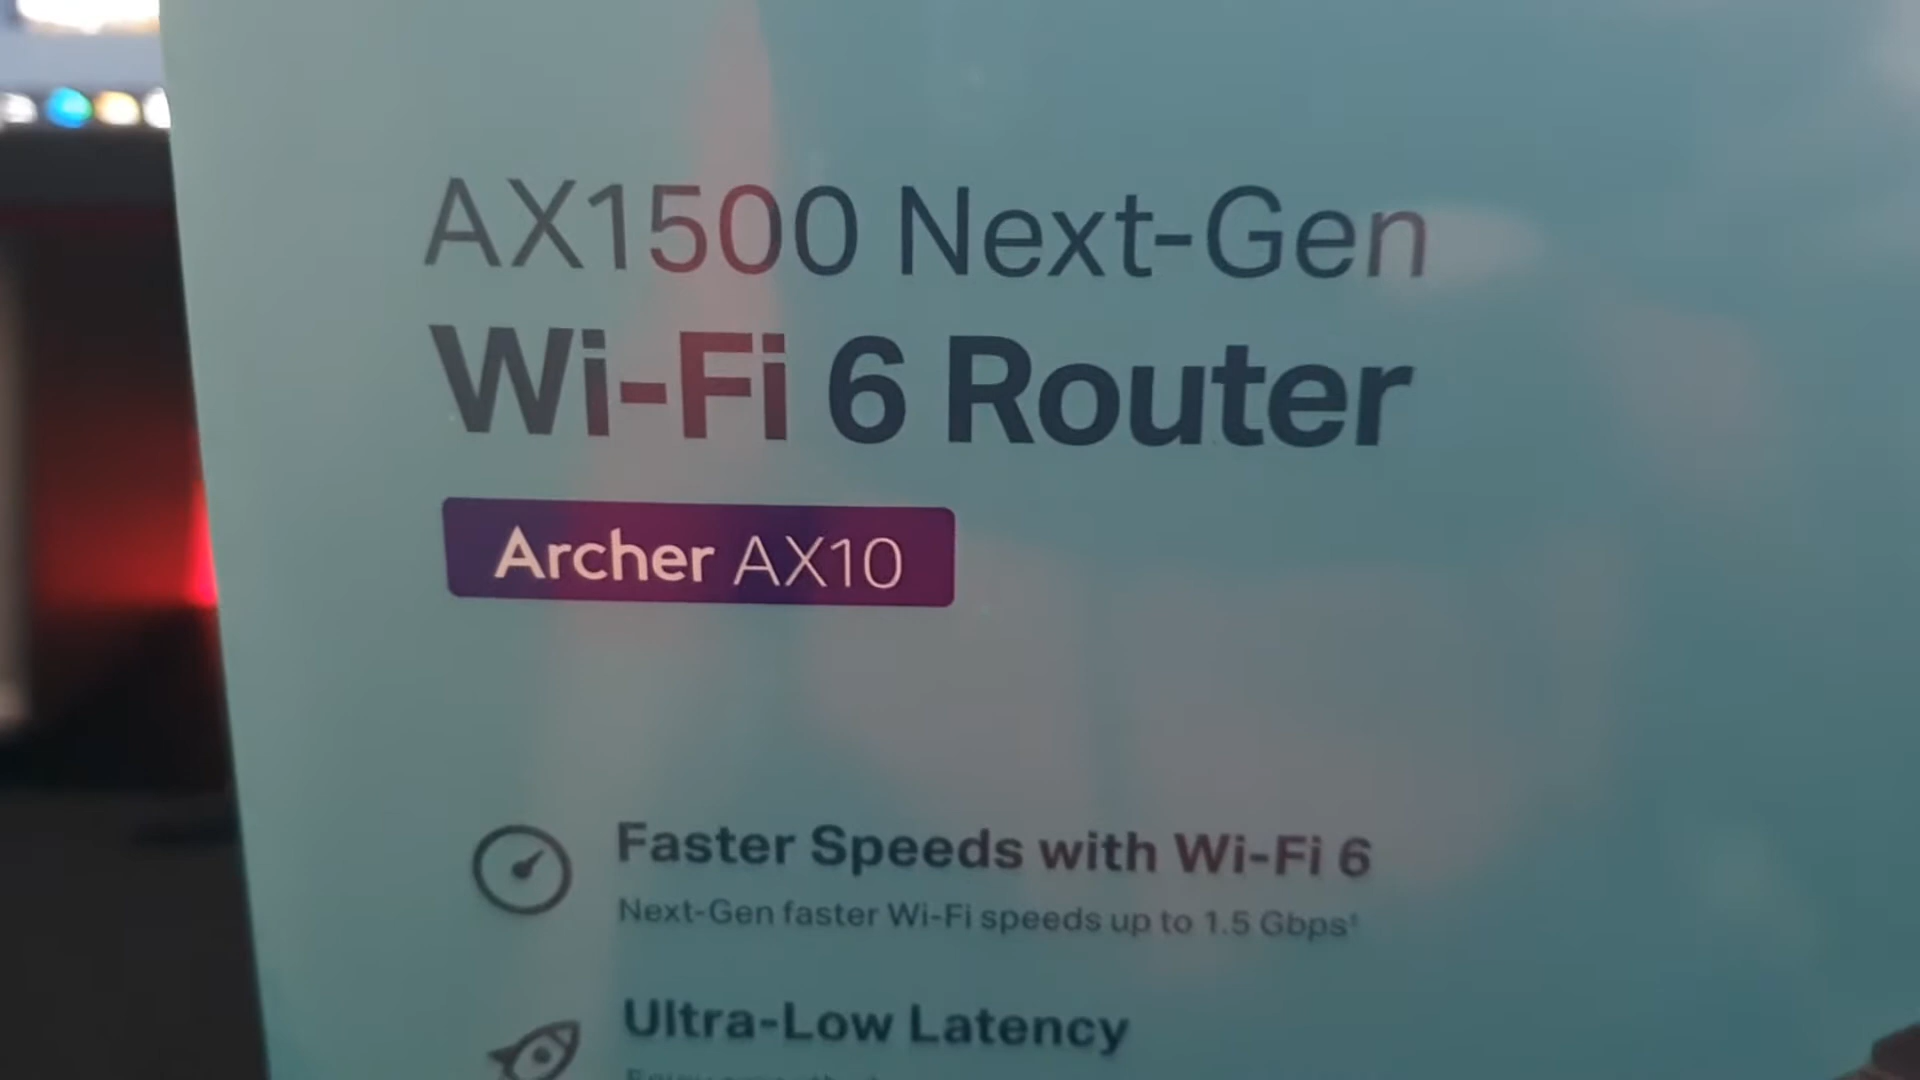 AX1500 Next-Gen
Wi-Fi 6 Router
Archer AX10
Faster Speeds with Wi-Fi 6
Next-Gen faster Wi-Fi speeds up to 1.5 Gbps‡
Ultra-Low Latency